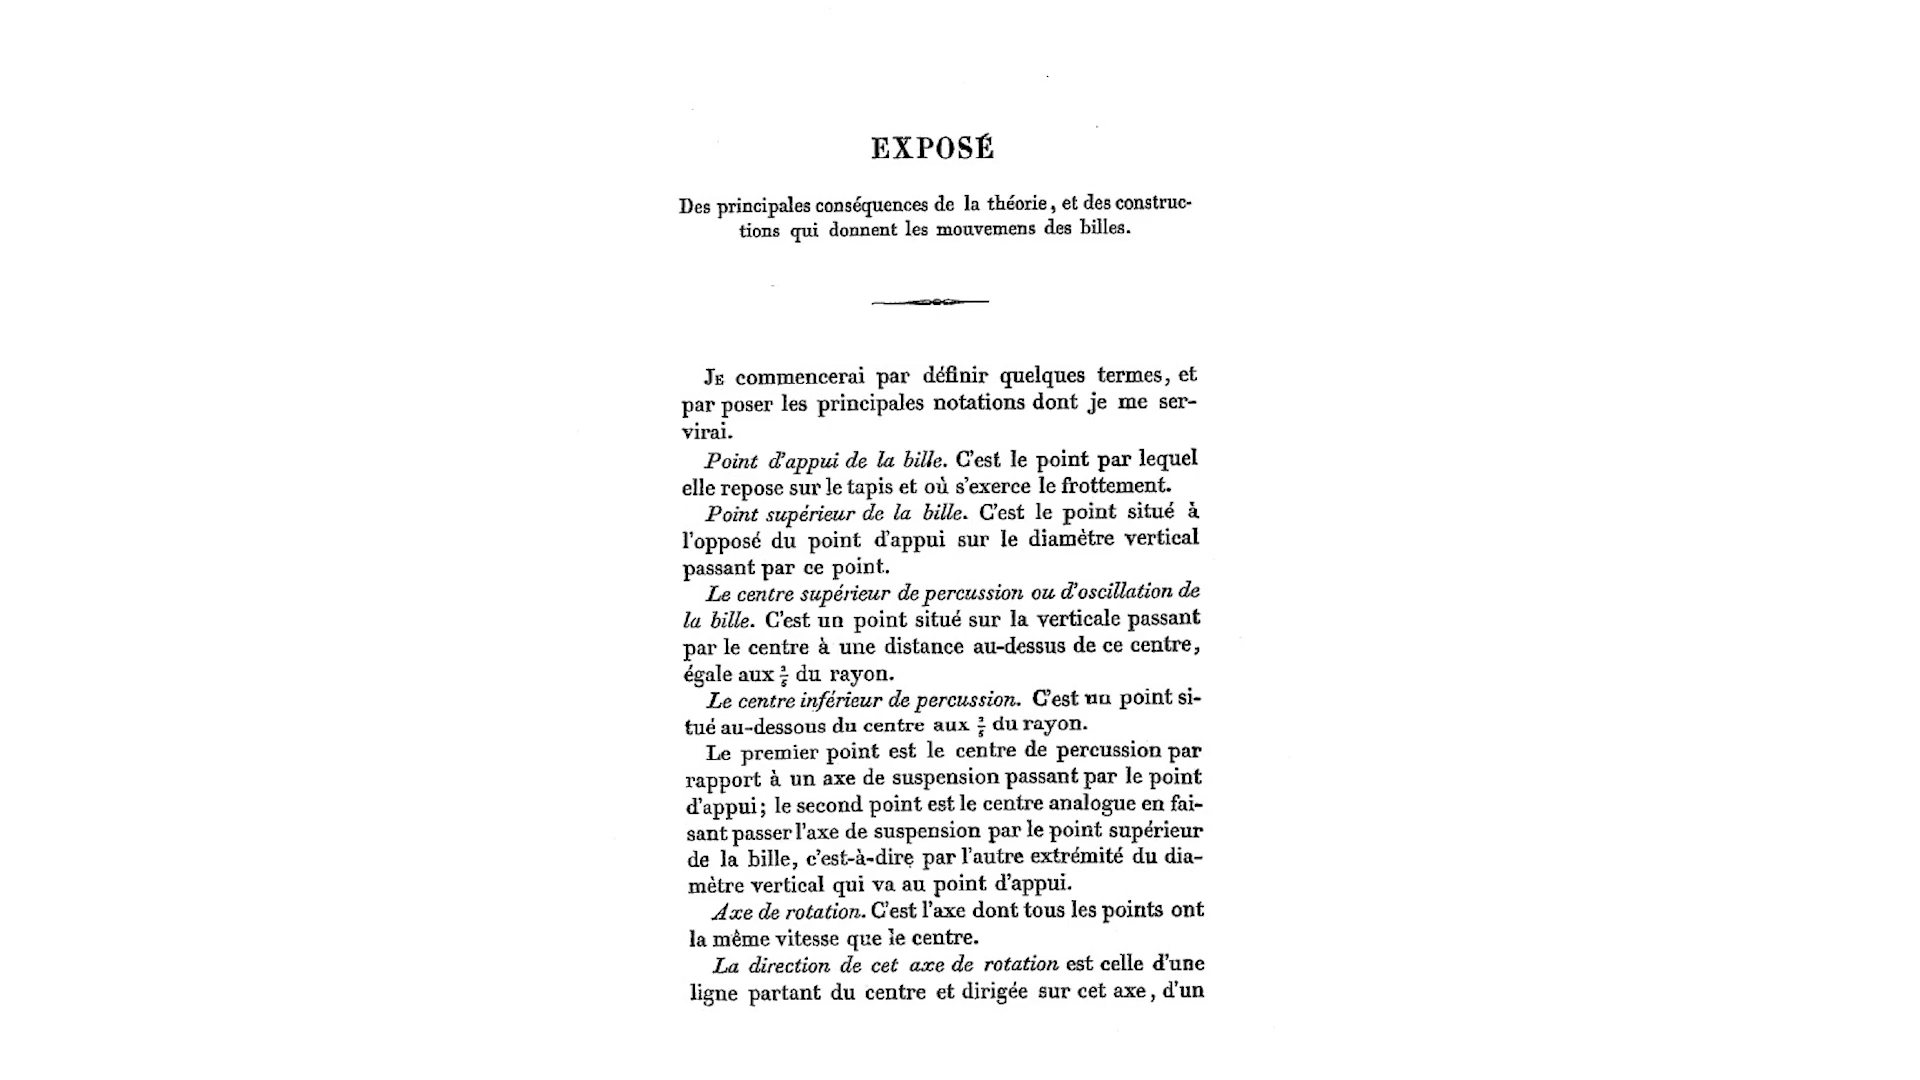 EXPOSÉ
Des principales conséquences de la théorie, et des construc-
tions qui donnent les mouvemens des billes.
JE commencerai par définir quelques termes, et
par poser les principales notations dont je me ser-
virai.
Point d'appui de la bille. C'est le point par lequel
elle repose sur le tapis et où s'exerce le frottement.
Point supérieur de la bille. C'est le point situé à
l'opposé du point d'appui sur le diamètre vertical
passant par ce point.
Le centre supérieur de percussion ou d'oscillation de
la bille. C'est un point situé sur la verticale passant
par le centre à une distance au-dessus de ce centre,
égale aux 2/5 du rayon.
Le centre inférieur de percussion. C'est un point si-
tué au-dessous du centre aux 2/5 du rayon.
Le premier point est le centre de percussion par
rapport à un axe de suspension passant par le point
d'appui; le second point est le centre analogue en fai-
sant passer l'axe de suspension par le point supérieur
de la bille, c'est-à-dire par l'autre extrémité du dia-
mètre vertical qui va au point d'appui.
Axe de rotation. C'est l'axe dont tous les points ont
la même vitesse que le centre.
La direction de cet axe de rotation est celle d'une
ligne partant du centre et dirigée sur cet axe, d'un